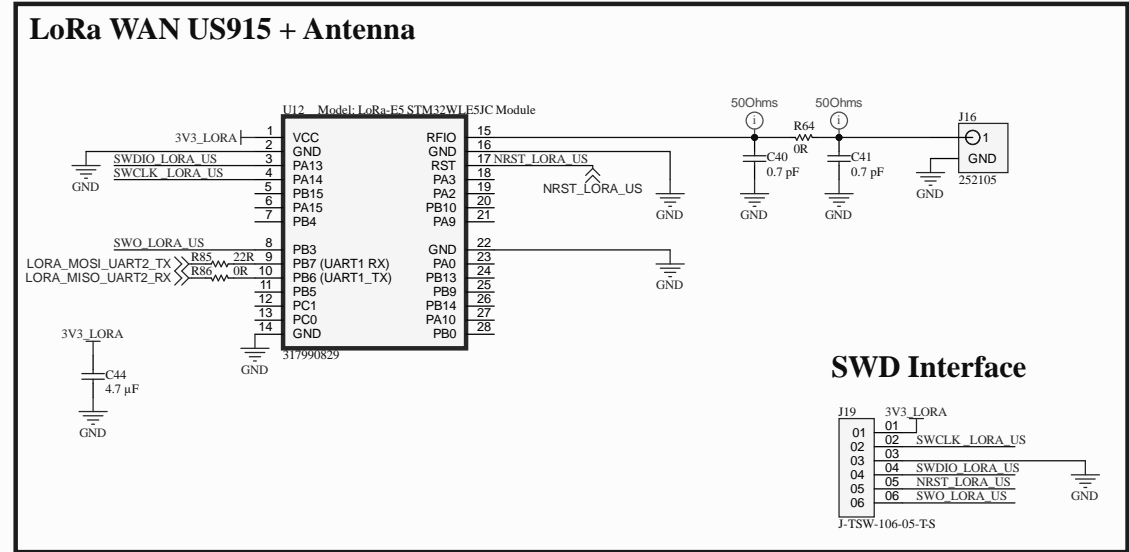 LoRa WAN US915 + Antenna
U12 Model: LoRa-E5 STM32WLE5JC Module
3V3_LORA 1 VCC
GND 2 GND
SWDIO_LORA_US 3 PA13
SWCLK_LORA_US 4 PA14
5 PB15
6 PA15
7 PB4
SWO_LORA_US 8 PB3
LORA_MOSI_UART2_TX R85 22R 9 PB7 (UART1 RX)
LORA_MISO_UART2_RX R86 0R 10 PB6 (UART1_TX)
11 PB5
12 PC1
13 PC0
14 GND
GND
317990829
RFIO 15
GND 16
RST 17 NRST_LORA_US
NRST_LORA_US
PA3 18
PA2 19
PB10 20
PA9 21
GND 22
PA0 23
PB13 24
PB9 25
PB14 26
PA10 27
PB0 28
GND
GND
50Ohms
i
50Ohms
i
R64
0R
C40
0.7 pF
GND
C41
0.7 pF
GND
J16
1
GND
252105
GND
3V3_LORA
C44
4.7 µF
GND
SWD Interface
J19 3V3_LORA
01 01
02 02 SWCLK _LORA_US
03 03
04 04 SWDIO_LORA_US
05 05 NRST_LORA_US
06 06 SWO_LORA_US
GND
J-TSW-106-05-T-S